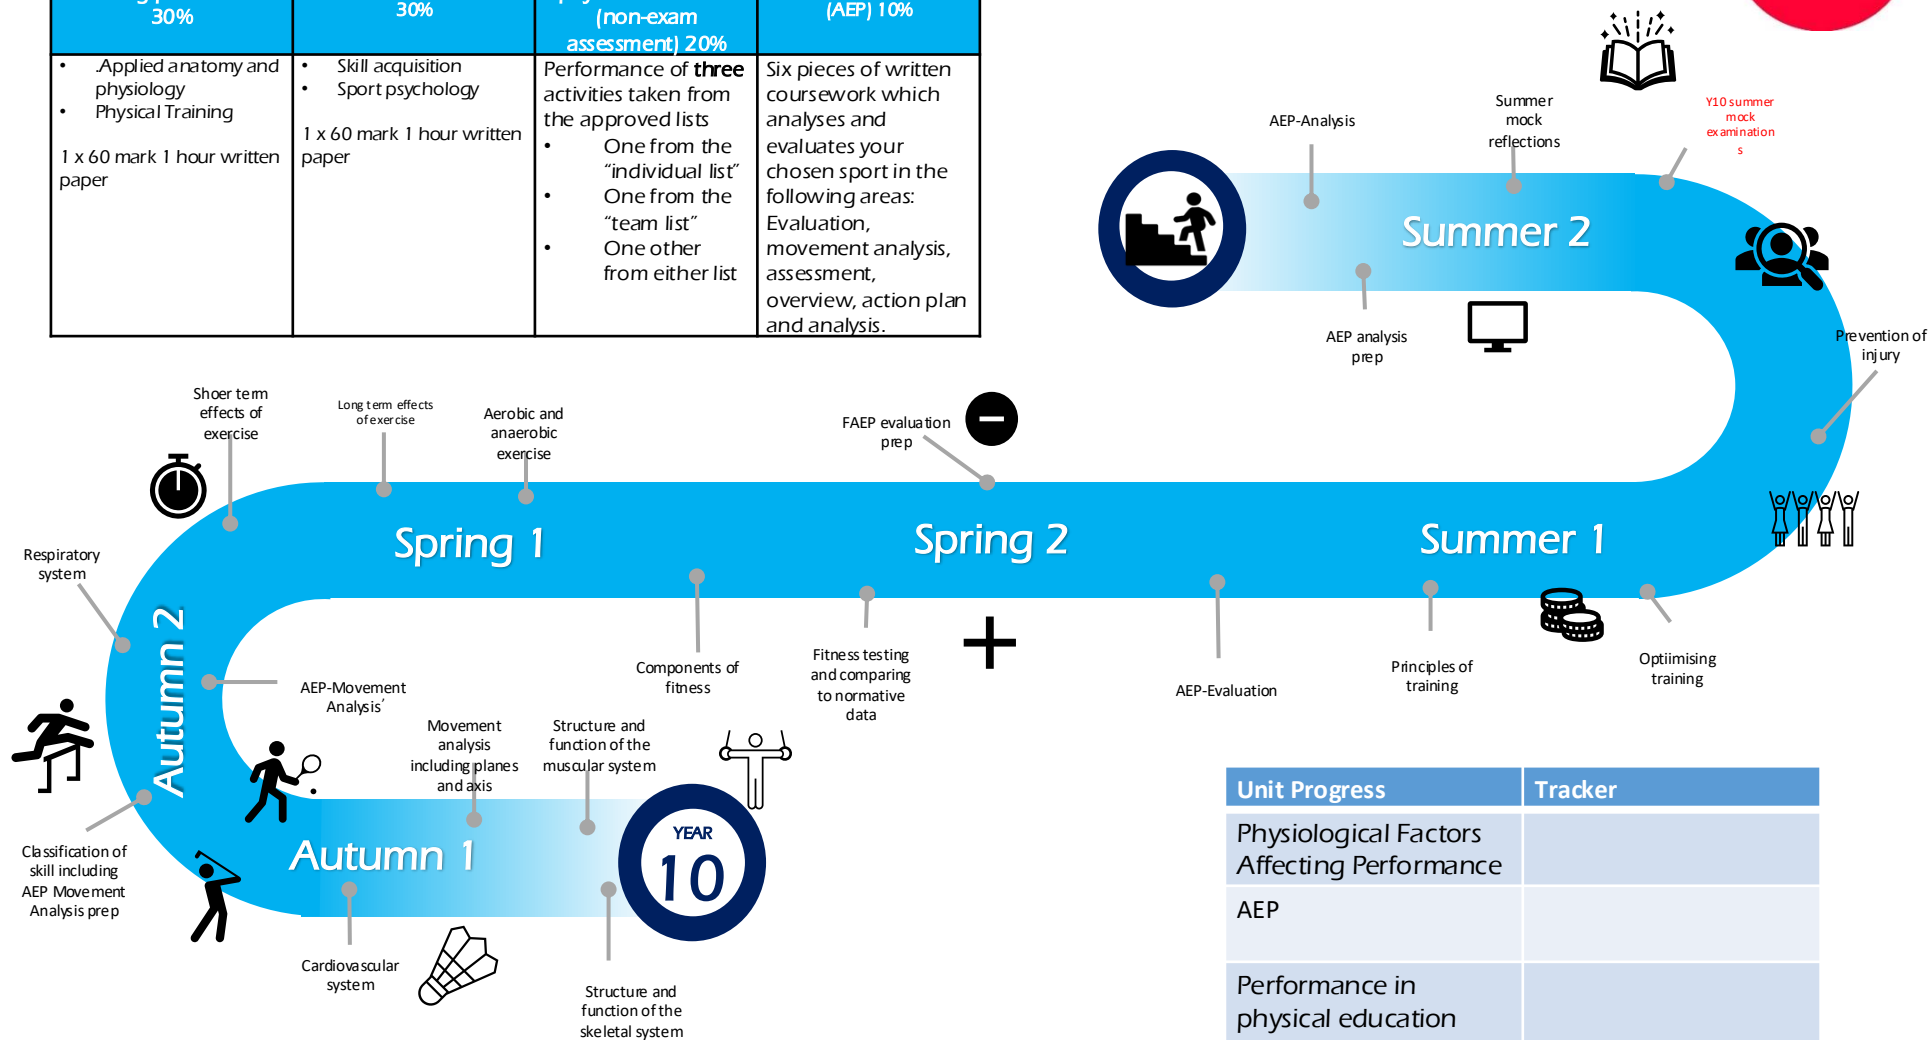 30%
30%
(non-exam
assessment) 20%
(AEP) 10%
• .Applied anatomy and
physiology
• Physical Training
1 x 60 mark 1 hour written
paper
• Skill acquisition
• Sport psychology
1 x 60 mark 1 hour written
paper
Performance of three
activities taken from
the approved lists
• One from the
“individual list”
• One from the
“team list”
• One other
from either list
Six pieces of written
coursework which
analyses and
evaluates your
chosen sport in the
following areas:
Evaluation,
movement analysis,
assessment,
overview, action plan
and analysis.
AEP-Analysis
Summer
mock
reflections
Y10 summer
mock
examination
s
Summer 2
AEP analysis
prep
Prevention of
injury
Shoer term
effects of
exercise
Long term effects
of exercise
Aerobic and
anaerobic
exercise
FAEP evaluation
prep
Spring 1
Spring 2
Summer 1
Respiratory
system
Autumn 2
AEP-Movement
Analysis’
Components of
fitness
Fitness testing
and comparing
to normative
data
AEP-Evaluation
Principles of
training
Optiimising
training
Movement
analysis
including planes
and axis
Structure and
function of the
muscular system
Classification of
skill including
AEP Movement
Analysis prep
Autumn 1
YEAR
10
Cardiovascular
system
Structure and
function of the
skeletal system
Unit Progress
Tracker
Physiological Factors
Affecting Performance
AEP
Performance in
physical education